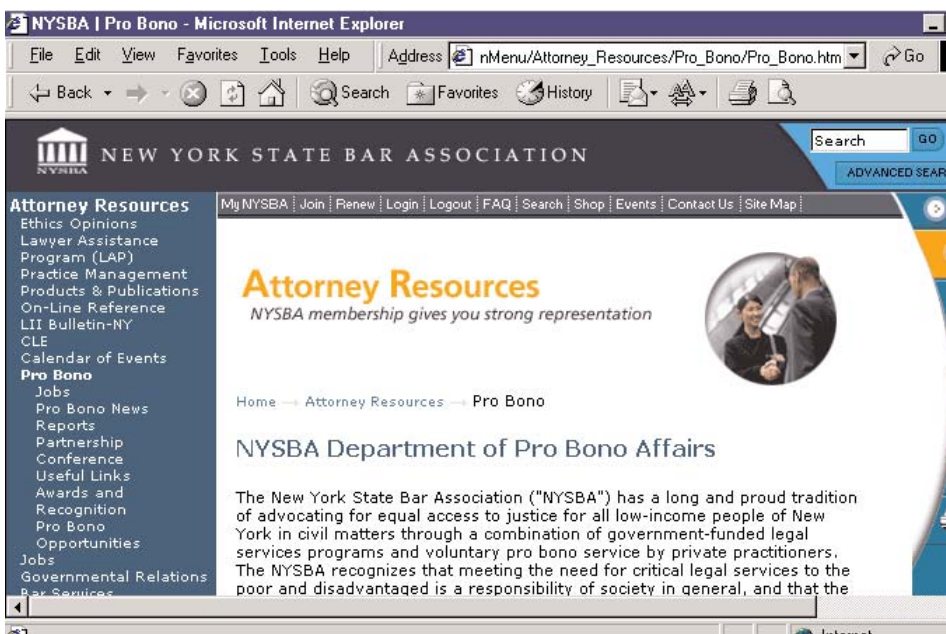 NYSBA | Pro Bono - Microsoft Internet Explorer
File Edit View Favorites Tools Help Address nMenu/Attorney_Resources/Pro_Bono/Pro_Bono.htm Go
Back Search Favorites History
NYSBA
NEW YORK STATE BAR ASSOCIATION
Search GO
ADVANCED SEAR
Attorney Resources
Ethics Opinions
Lawyer Assistance
Program (LAP)
Practice Management
Products & Publications
On-Line Reference
LII Bulletin-NY
CLE
Calendar of Events
Pro Bono
Jobs
Pro Bono News
Reports
Partnership
Conference
Useful Links
Awards and
Recognition
Pro Bono
Opportunities
Jobs
Governmental Relations
Bar Services
My NYSBA | Join | Renew | Login | Logout | FAQ | Search | Shop | Events | Contact Us | Site Map |
Attorney Resources
NYSBA membership gives you strong representation
Home → Attorney Resources → Pro Bono
NYSBA Department of Pro Bono Affairs
The New York State Bar Association ("NYSBA") has a long and proud tradition
of advocating for equal access to justice for all low-income people of New
York in civil matters through a combination of government-funded legal
services programs and voluntary pro bono service by private practitioners.
The NYSBA recognizes that meeting the need for critical legal services to the
poor and disadvantaged is a responsibility of society in general, and that the
Internet